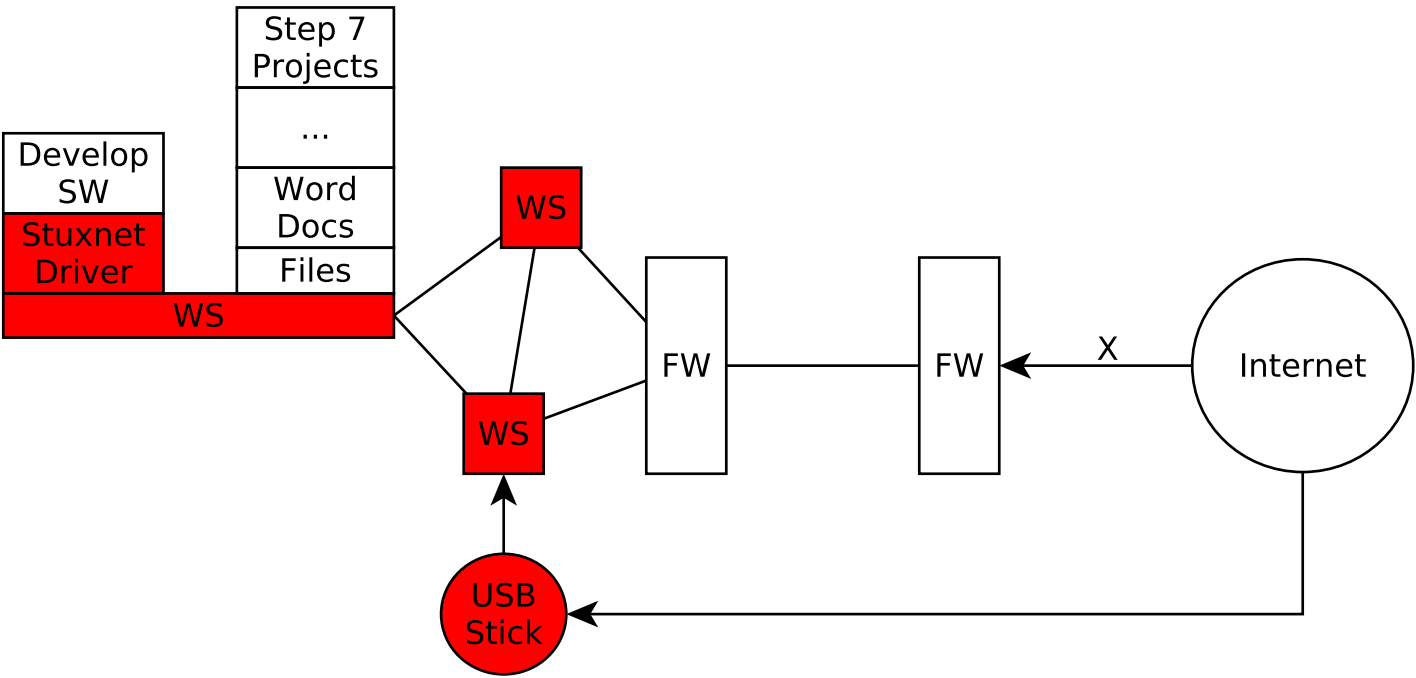 Step 7
Projects
...
Develop
SW
Word
Docs
Stuxnet
Driver
Files
WS
WS
WS
FW
FW
X
Internet
USB
Stick